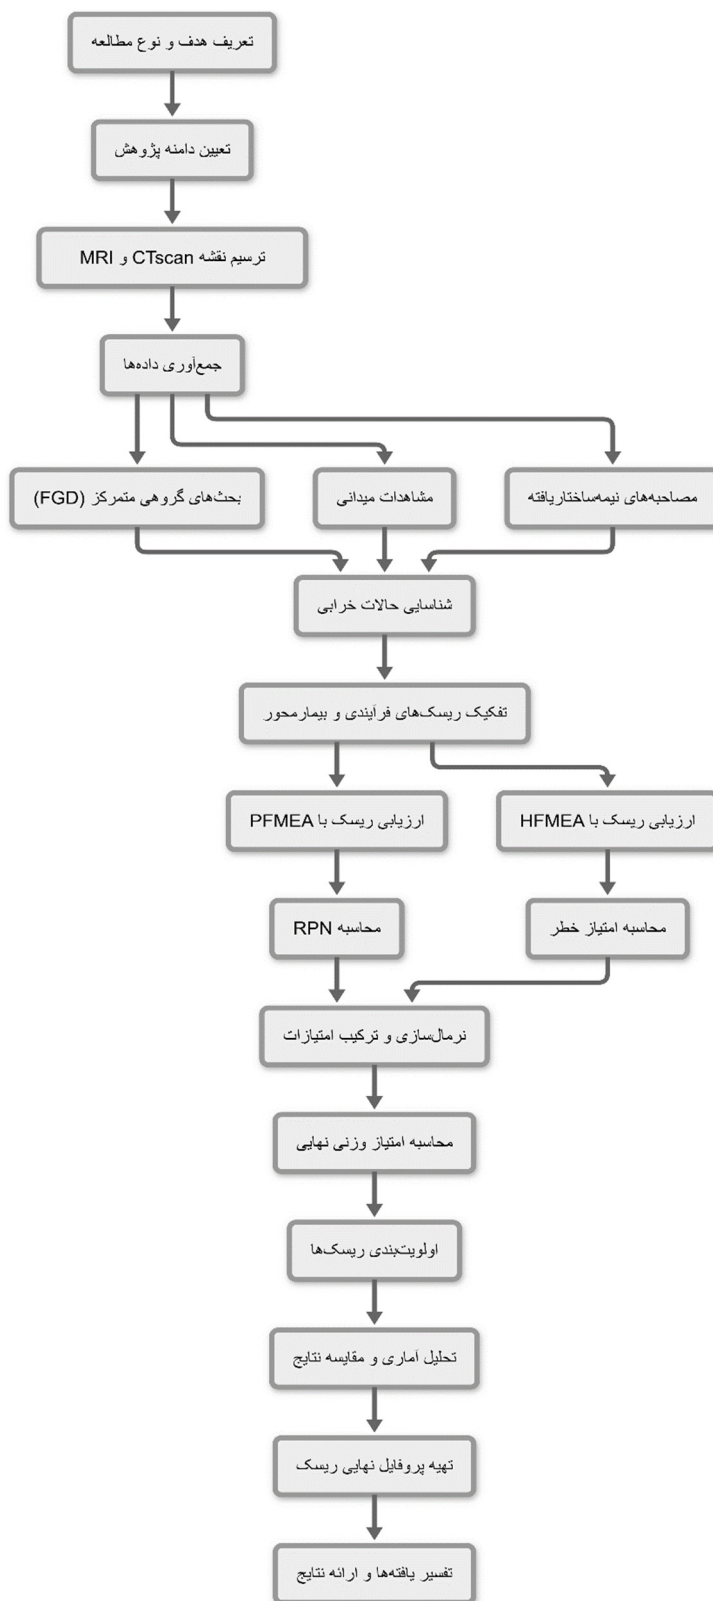 تعریف هدف و نوع مطالعه
تعیین دامنه پژوهش
ترسیم نقشه CTscan و MRI
جمع‌آوری داده‌ها
مصاحبه‌های نیمه‌ساختاریافته
مشاهدات میدانی
بحث‌های گروهی متمرکز (FGD)
شناسایی حالات خرابی
تفکیک ریسک‌های فرآیندی و بیمارمحور
ارزیابی ریسک با HFMEA
ارزیابی ریسک با PFMEA
محاسبه امتیاز خطر
محاسبه RPN
نرمال‌سازی و ترکیب امتیازات
محاسبه امتیاز وزنی نهایی
اولویت‌بندی ریسک‌ها
تحلیل آماری و مقایسه نتایج
تهیه پروفایل نهایی ریسک
تفسیر یافته‌ها و ارائه نتایج